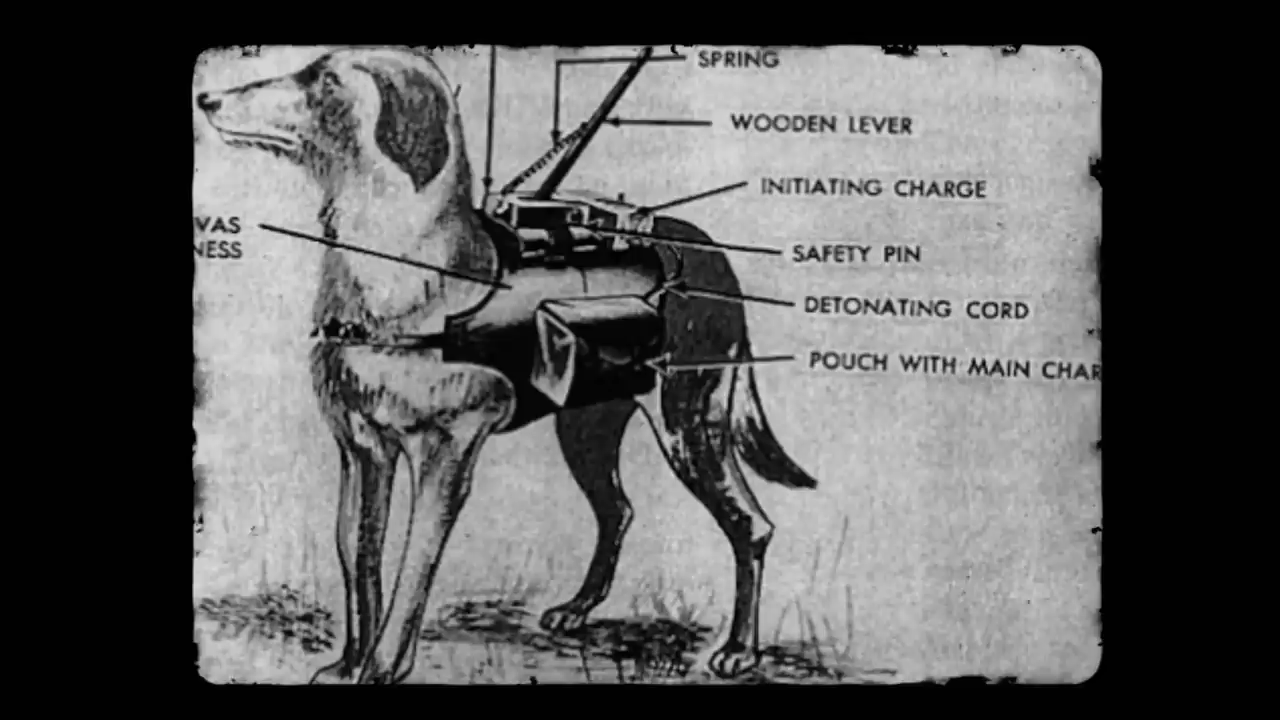 SPRING
WOODEN LEVER
INITIATING CHARGE
VAS
NESS
SAFETY PIN
DETONATING CORD
POUCH WITH MAIN CHAR